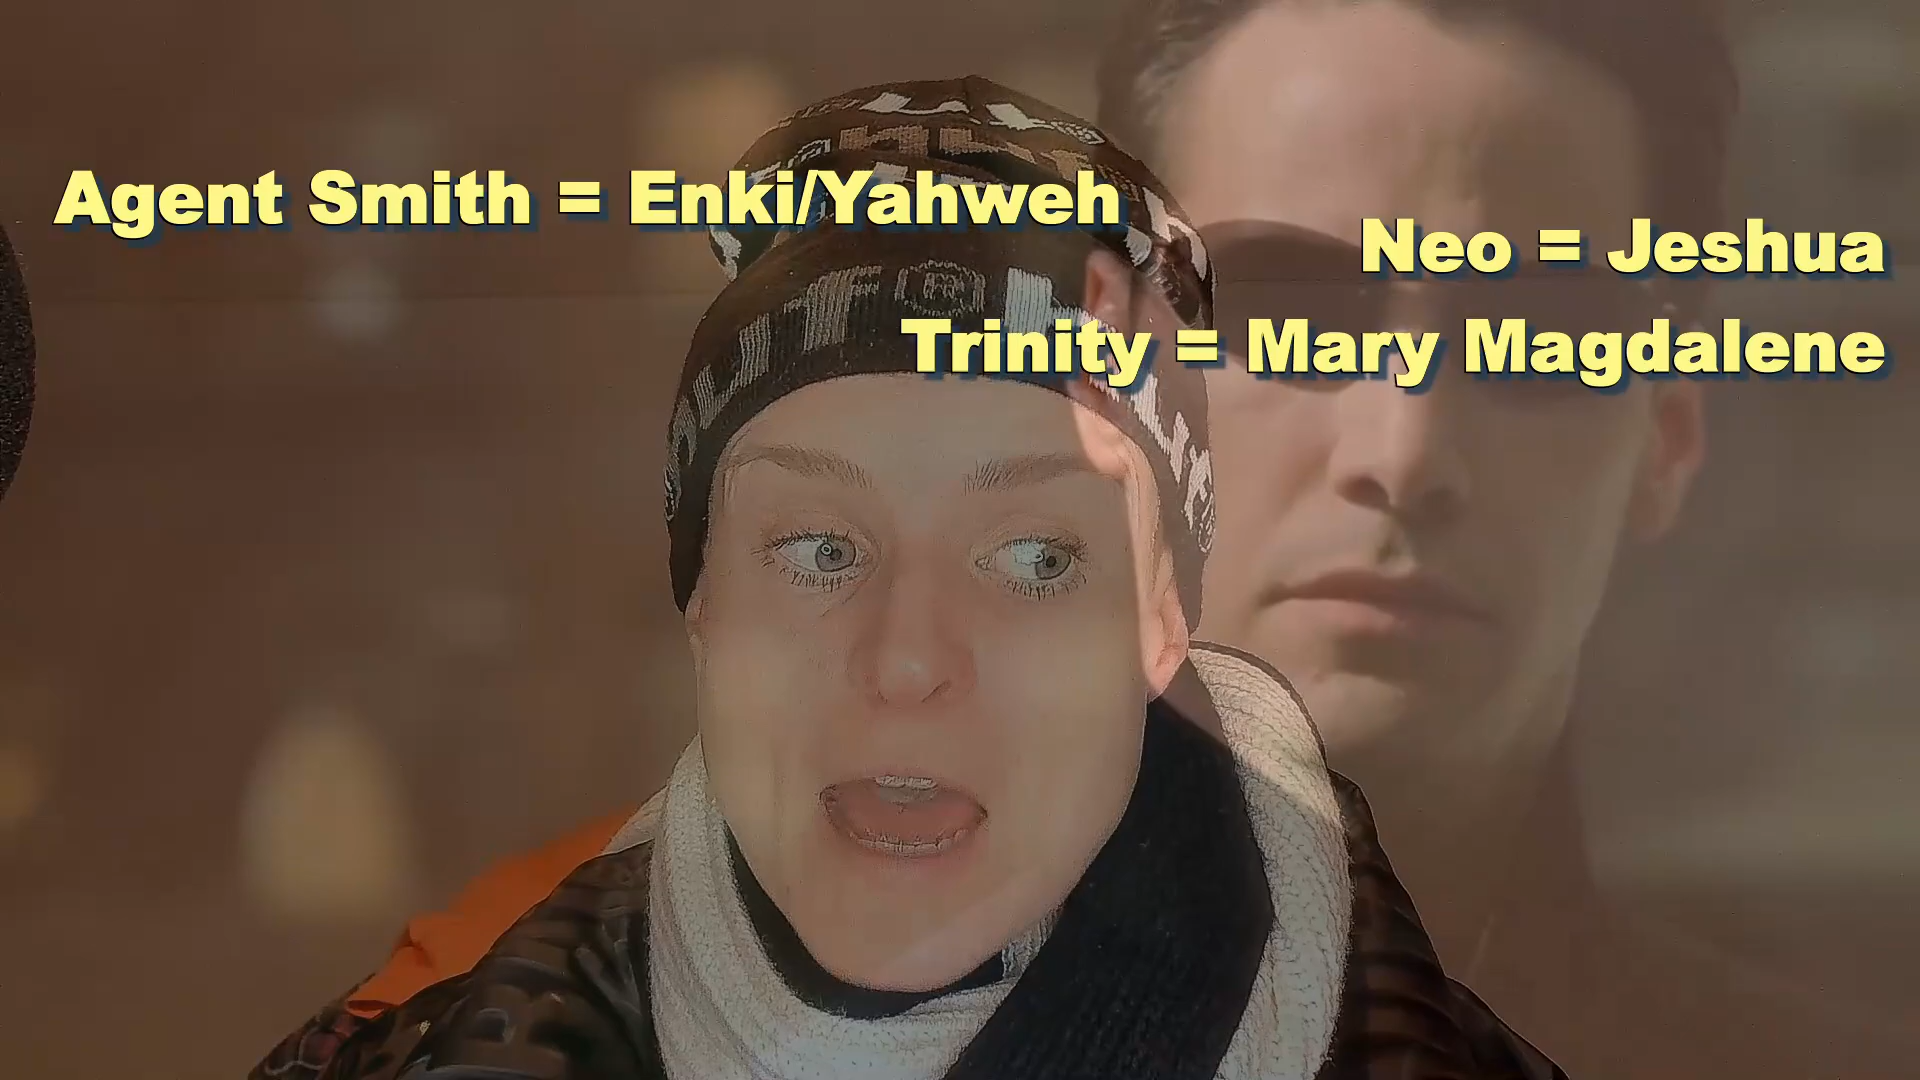 Agent Smith = Enki/Yahweh
Neo = Jeshua
Trinity = Mary Magdalene